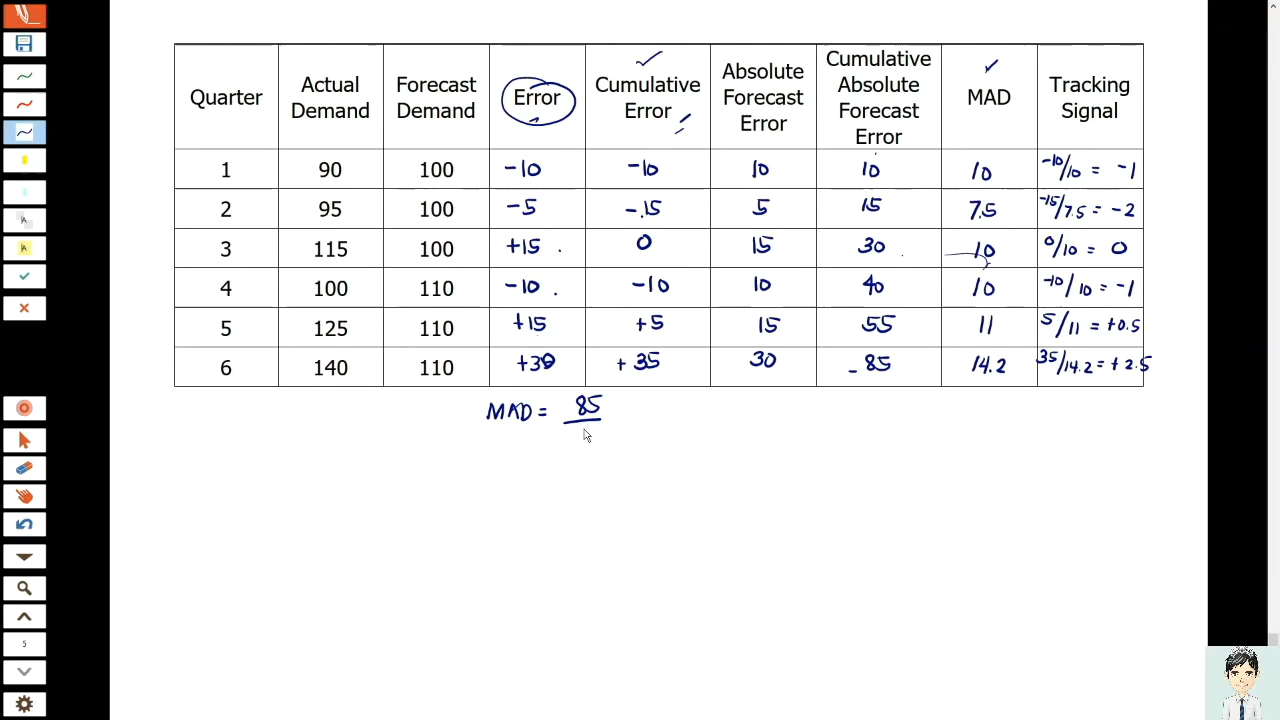 Quarter Actual Demand Forecast Demand Error Cumulative Error Absolute Forecast Error Cumulative Absolute Forecast Error MAD Tracking Signal
1 90 100 -10 -10 10 10 10 -10/10 = -1
2 95 100 -5 -15 5 15 7.5 -15/7.5 = -2
3 115 100 +15 0 15 30 10 0/10 = 0
4 100 110 -10 -10 10 40 10 -10/10 = -1
5 125 110 +15 +5 15 55 11 5/11 = +0.5
6 140 110 +30 +35 30 85 14.2 35/14.2 = +2.5
MAD = 85
5